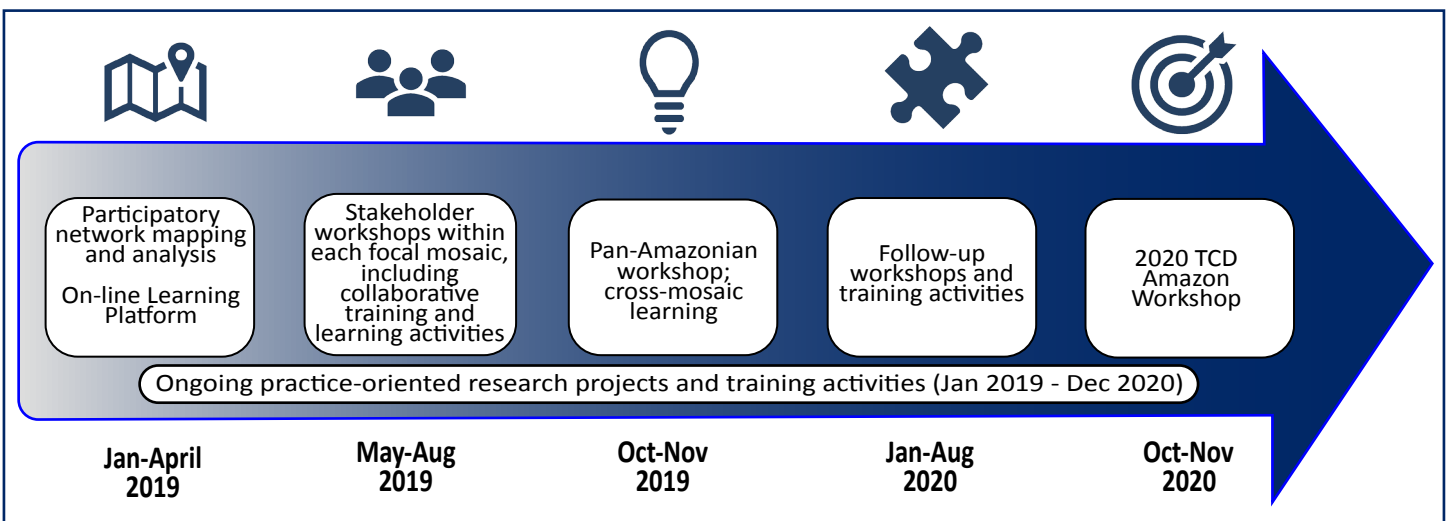 Participatory
network mapping
and analysis
On-line Learning
Platform
Stakeholder
workshops within
each focal mosaic,
including
collaborative
training and
learning activities
Pan-Amazonian
workshop;
cross-mosaic
learning
Follow-up
workshops and
training activities
2020 TCD
Amazon
Workshop
Ongoing practice-oriented research projects and training activities (Jan 2019 - Dec 2020)
Jan-April
2019
May-Aug
2019
Oct-Nov
2019
Jan-Aug
2020
Oct-Nov
2020